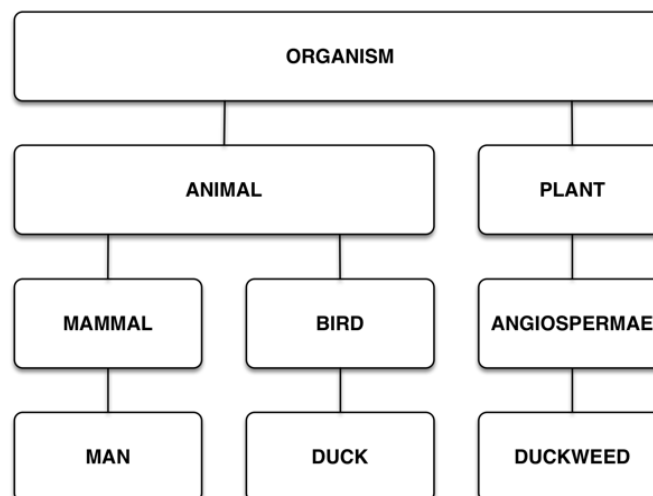 ORGANISM
ANIMAL
PLANT
MAMMAL
BIRD
ANGIOSPERMAE
MAN
DUCK
DUCKWEED